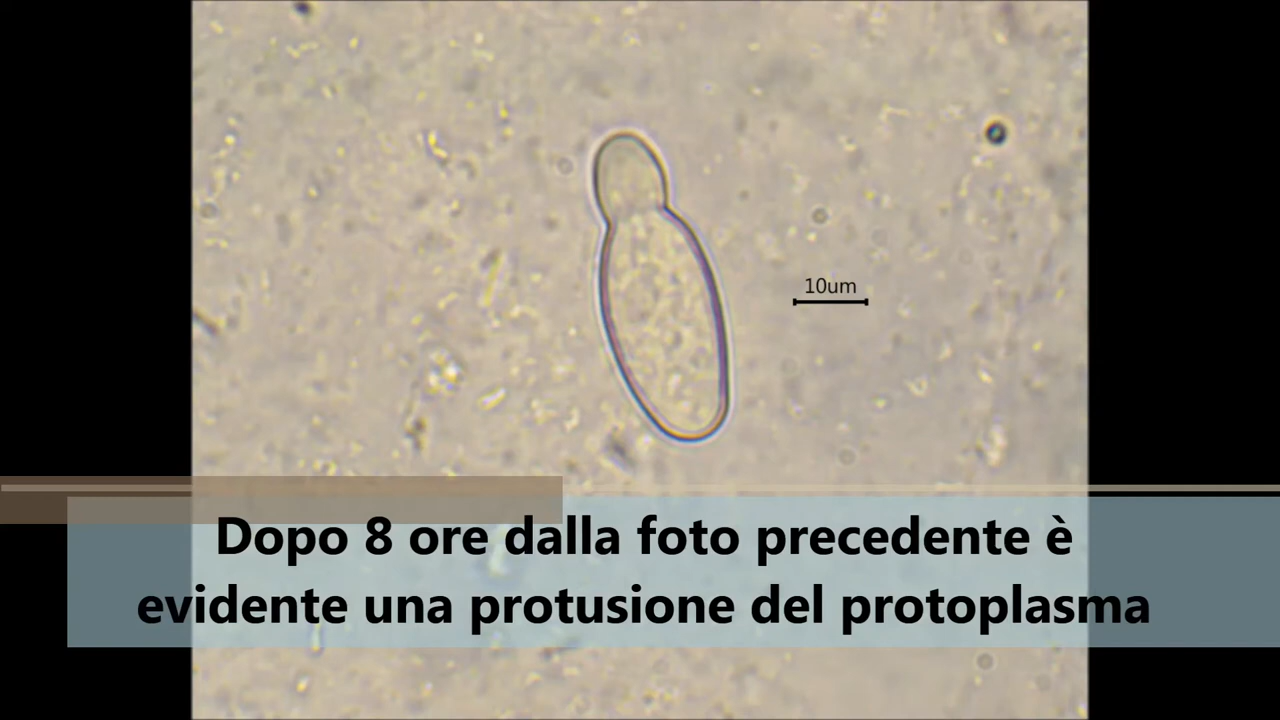 10um
Dopo 8 ore dalla foto precedente è
evidente una protusione del protoplasma